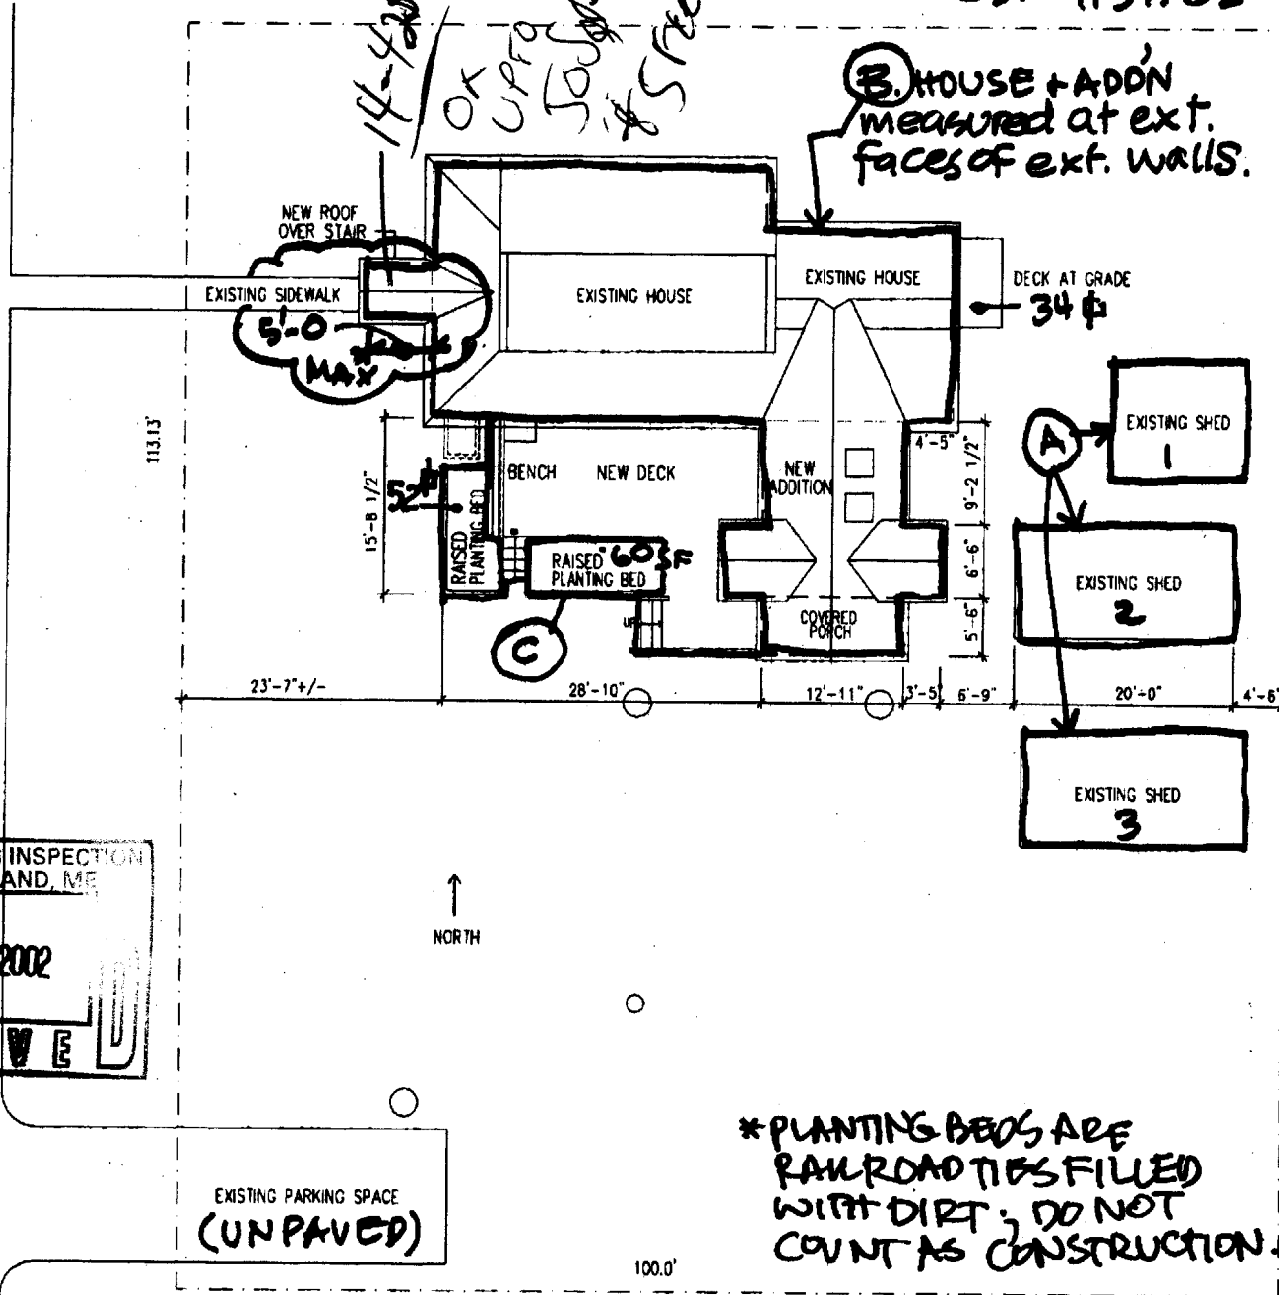 14-42
OK
B. HOUSE + ADD'N
measured at ext.
faces of ext. walls.
NEW ROOF
OVER STAIR
EXISTING SIDEWALK
5'-0
MAX
EXISTING HOUSE
EXISTING HOUSE
DECK AT GRADE
34
113.13'
15'-8 1/2"
52
BENCH
NEW DECK
NEW
ADDITION
4'-5"
9'-2 1/2"
A
EXISTING SHED
1
RAISED
PLANTING BED
RAISED
PLANTING BED
60 SF
6'-6"
EXISTING SHED
2
C
UP
COVERED
PORCH
5'-6"
23'-7"+/-
28'-10"
12'-11"
3'-5"
6'-9"
20'-0"
4'-6"
EXISTING SHED
3
INSPECTION
AND, ME
2002
V E D
NORTH
EXISTING PARKING SPACE
(UNPAVED)
* PLANTING BEDS ARE
RAILROAD TIES FILLED
WITH DIRT; DO NOT
COUNT AS CONSTRUCTION.
100.0'